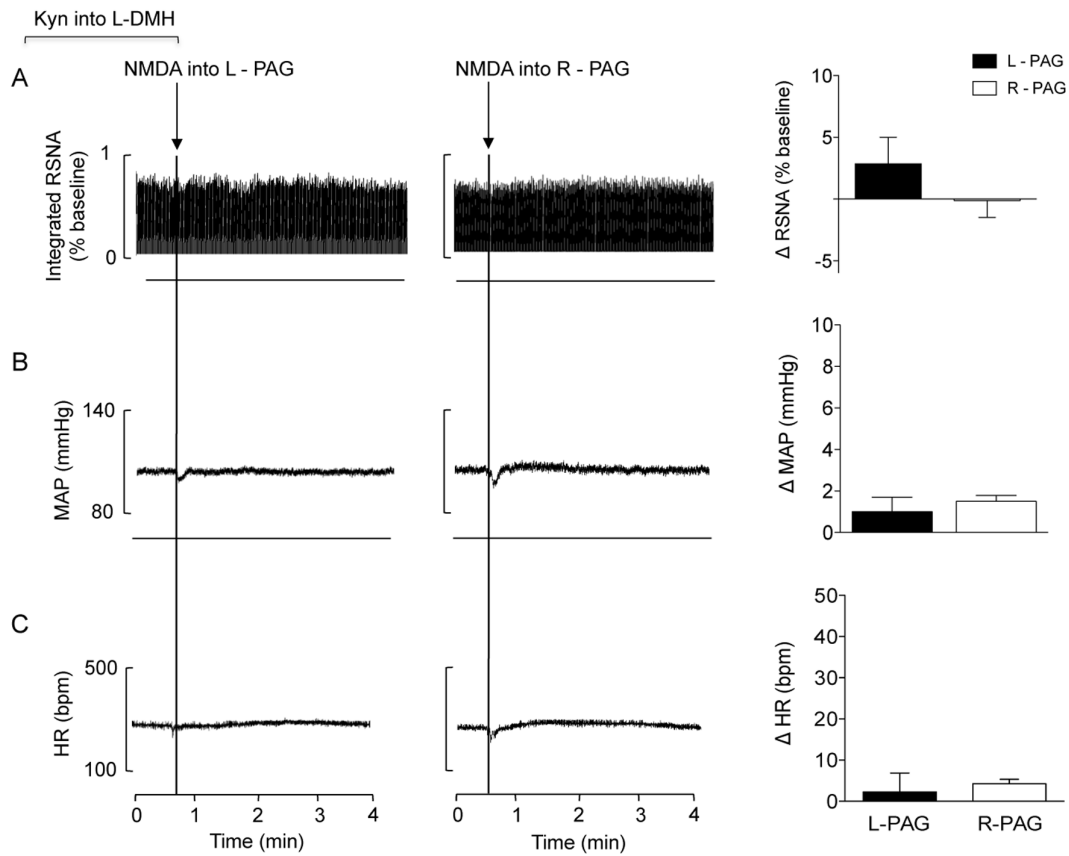 Kyn into L-DMH
A
NMDA into L - PAG
NMDA into R - PAG
L - PAG
R - PAG
Integrated RSNA
(% baseline)
1
0
Δ RSNA (% baseline)
10
5
-5
B
MAP (mmHg)
140
80
Δ MAP (mmHg)
10
8
6
4
2
0
C
HR (bpm)
500
100
0 1 2 3 4
Time (min)
0 1 2 3 4
Time (min)
Δ HR (bpm)
50
40
30
20
10
0
L-PAG R-PAG